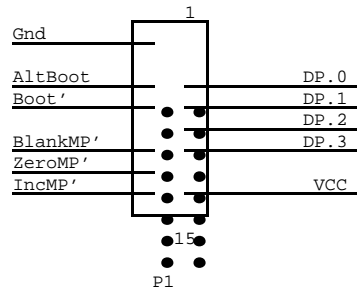 1
Gnd
AltBoot DP.0
Boot’ DP.1
DP.2
BlankMP’ DP.3
ZeroMP’
IncMP’ VCC
15
P1